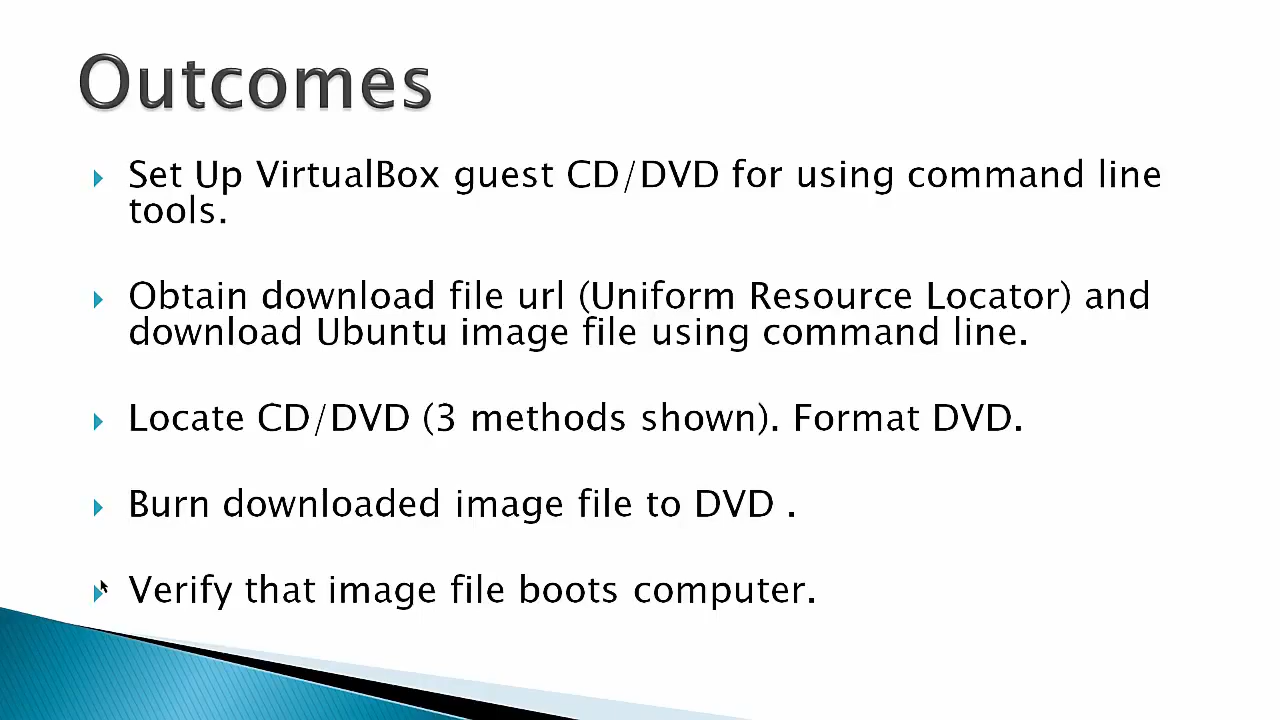 Outcomes
Set Up VirtualBox guest CD/DVD for using command line
tools.
Obtain download file url (Uniform Resource Locator) and
download Ubuntu image file using command line.
Locate CD/DVD (3 methods shown). Format DVD.
Burn downloaded image file to DVD .
Verify that image file boots computer.